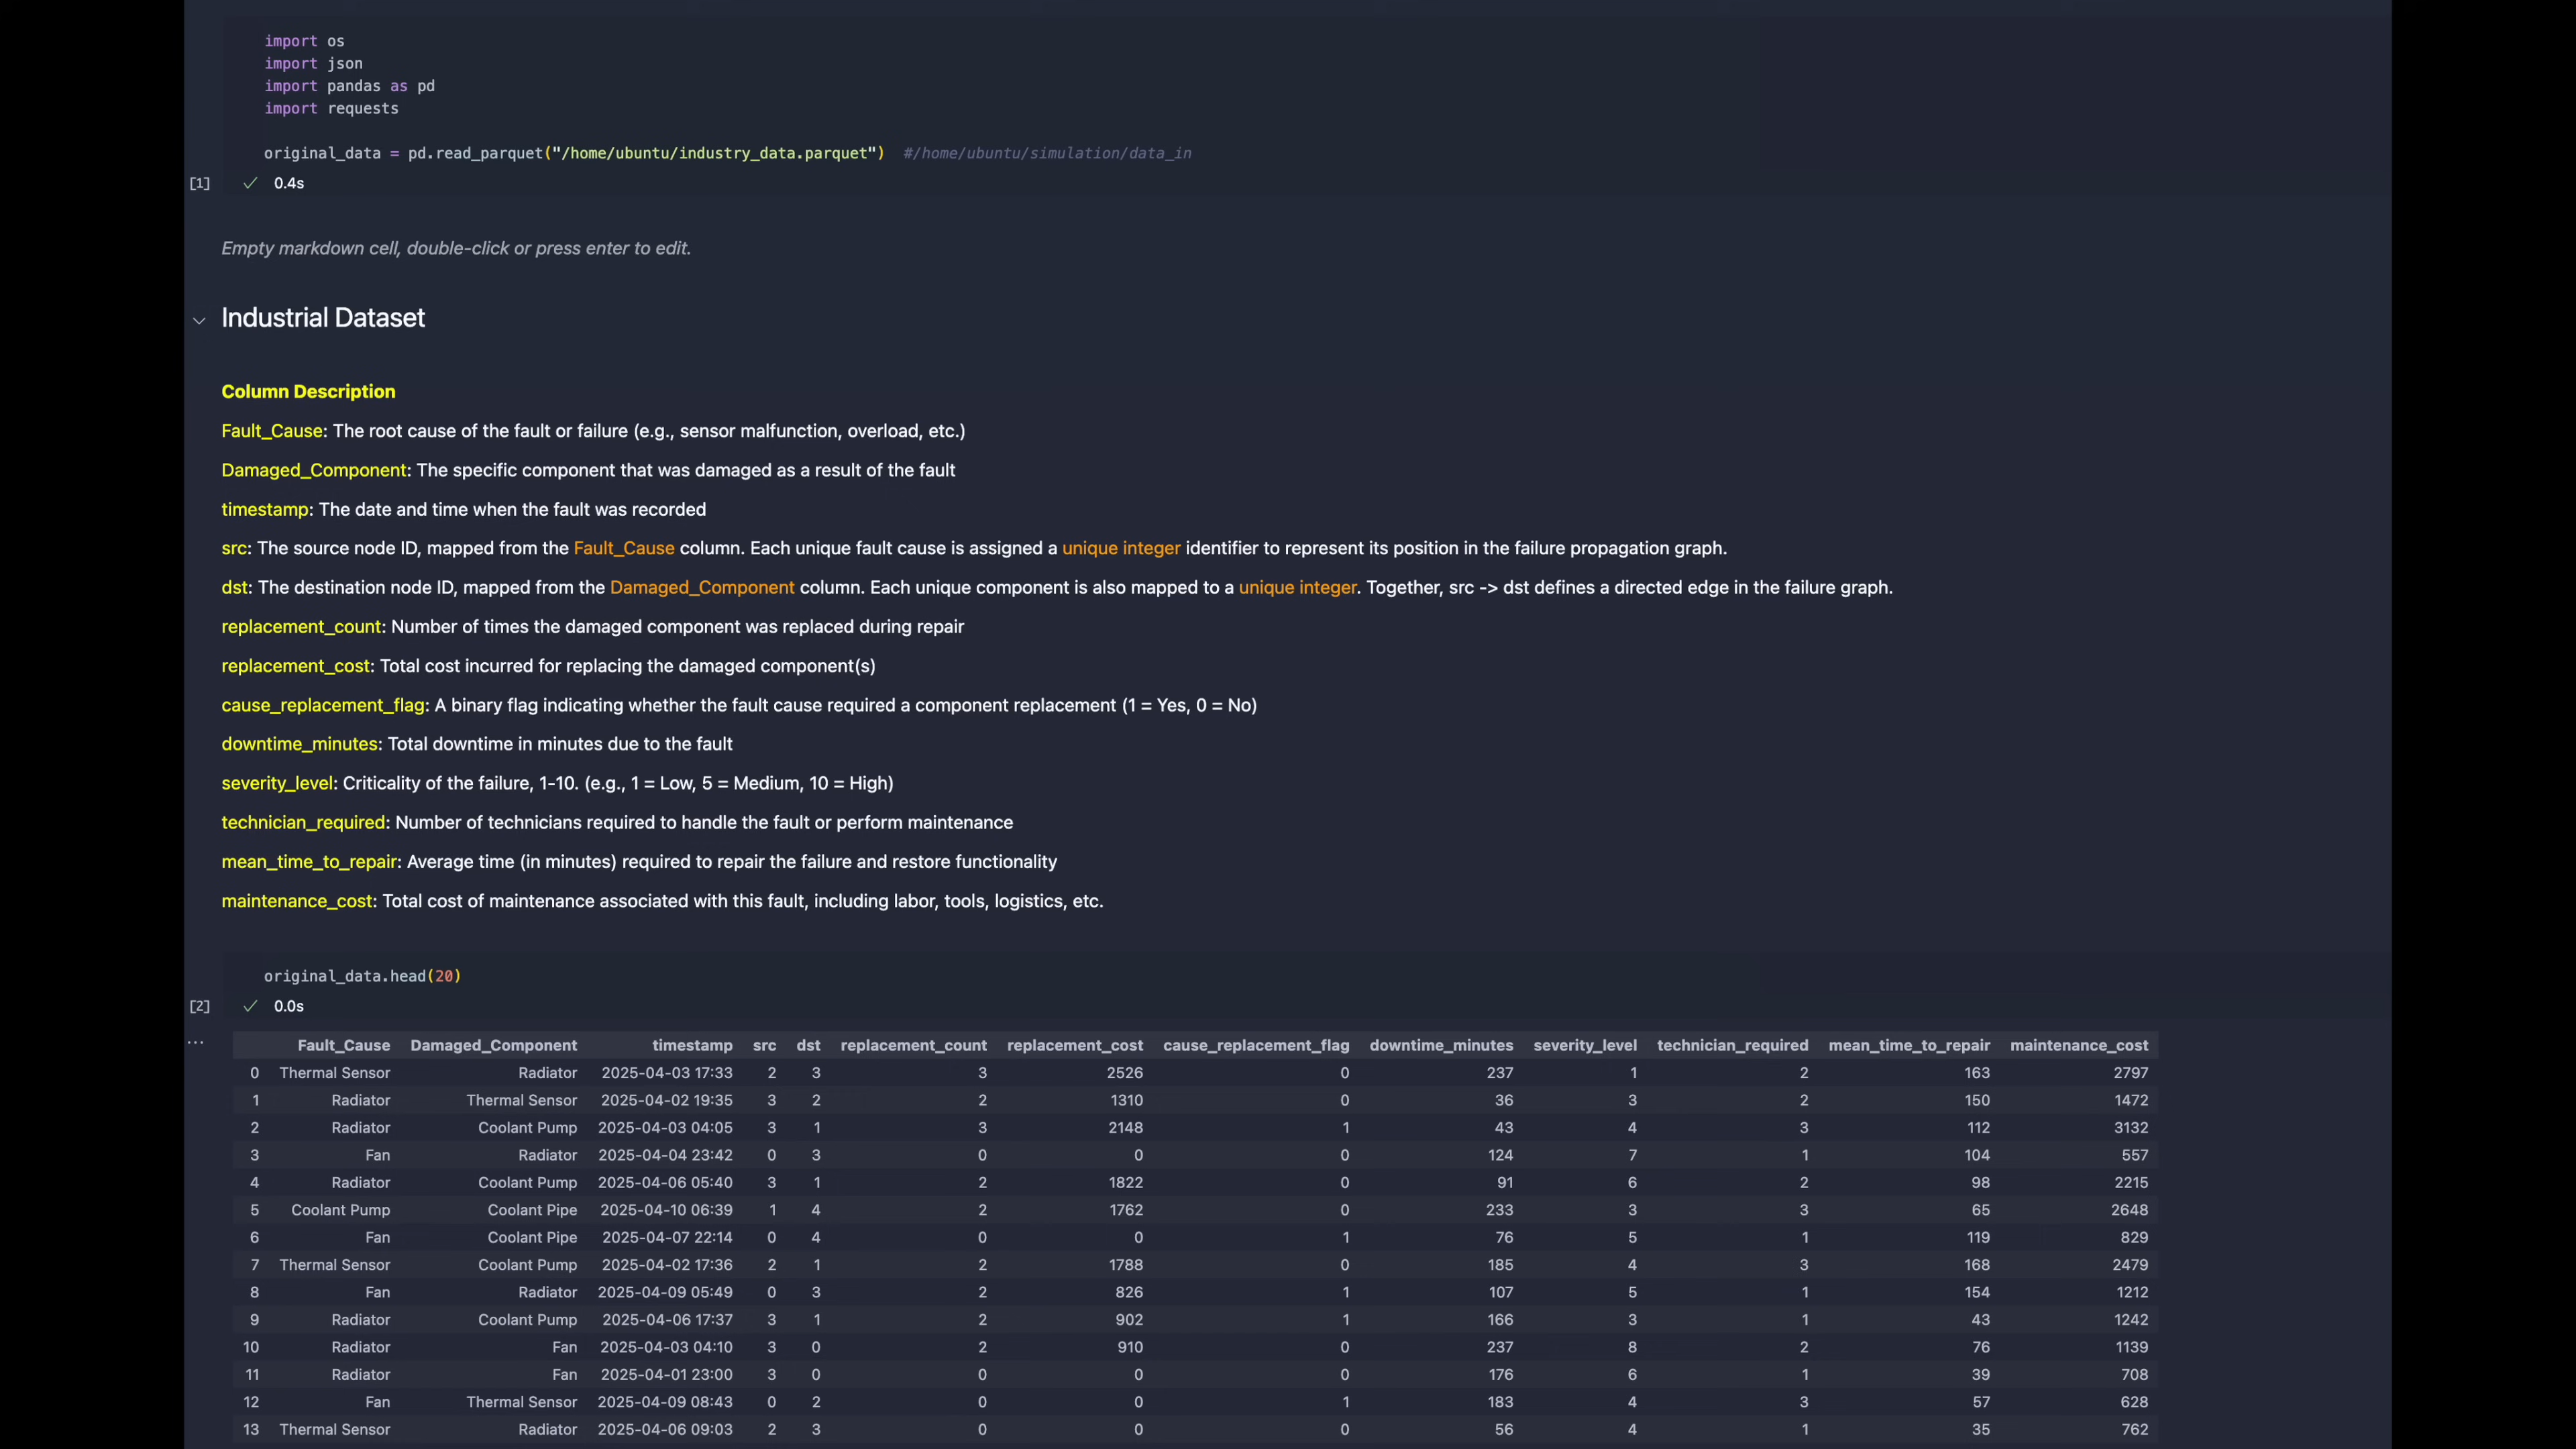 import os
import json
import pandas as pd
import requests
original_data = pd.read_parquet("/home/ubuntu/industry_data.parquet")  #/home/ubuntu/simulation/data_in
[1] ✓ 0.4s
Empty markdown cell, double-click or press enter to edit.
Industrial Dataset
Column Description
Fault_Cause: The root cause of the fault or failure (e.g., sensor malfunction, overload, etc.)
Damaged_Component: The specific component that was damaged as a result of the fault
timestamp: The date and time when the fault was recorded
src: The source node ID, mapped from the Fault_Cause column. Each unique fault cause is assigned a unique integer identifier to represent its position in the failure propagation graph.
dst: The destination node ID, mapped from the Damaged_Component column. Each unique component is also mapped to a unique integer. Together, src -> dst defines a directed edge in the failure graph.
replacement_count: Number of times the damaged component was replaced during repair
replacement_cost: Total cost incurred for replacing the damaged component(s)
cause_replacement_flag: A binary flag indicating whether the fault cause required a component replacement (1 = Yes, 0 = No)
downtime_minutes: Total downtime in minutes due to the fault
severity_level: Criticality of the failure, 1-10. (e.g., 1 = Low, 5 = Medium, 10 = High)
technician_required: Number of technicians required to handle the fault or perform maintenance
mean_time_to_repair: Average time (in minutes) required to repair the failure and restore functionality
maintenance_cost: Total cost of maintenance associated with this fault, including labor, tools, logistics, etc.
original_data.head(20)
[2] ✓ 0.0s
... Fault_Cause Damaged_Component timestamp src dst replacement_count replacement_cost cause_replacement_flag downtime_minutes severity_level technician_required mean_time_to_repair maintenance_cost
0 Thermal Sensor Radiator 2025-04-03 17:33 2 3 3 2526 0 237 1 2 163 2797
1 Radiator Thermal Sensor 2025-04-02 19:35 3 2 2 1310 0 36 3 2 150 1472
2 Radiator Coolant Pump 2025-04-03 04:05 3 1 3 2148 1 43 4 3 112 3132
3 Fan Radiator 2025-04-04 23:42 0 3 0 0 0 124 7 1 104 557
4 Radiator Coolant Pump 2025-04-06 05:40 3 1 2 1822 0 91 6 2 98 2215
5 Coolant Pump Coolant Pipe 2025-04-10 06:39 1 4 2 1762 0 233 3 3 65 2648
6 Fan Coolant Pipe 2025-04-07 22:14 0 4 0 0 1 76 5 1 119 829
7 Thermal Sensor Coolant Pump 2025-04-02 17:36 2 1 2 1788 0 185 4 3 168 2479
8 Fan Radiator 2025-04-09 05:49 0 3 2 826 1 107 5 1 154 1212
9 Radiator Coolant Pump 2025-04-06 17:37 3 1 2 902 1 166 3 1 43 1242
10 Radiator Fan 2025-04-03 04:10 3 0 2 910 0 237 8 2 76 1139
11 Radiator Fan 2025-04-01 23:00 3 0 0 0 0 176 6 1 39 708
12 Fan Thermal Sensor 2025-04-09 08:43 0 2 0 0 1 183 4 3 57 628
13 Thermal Sensor Radiator 2025-04-06 09:03 2 3 0 0 0 56 4 1 35 762